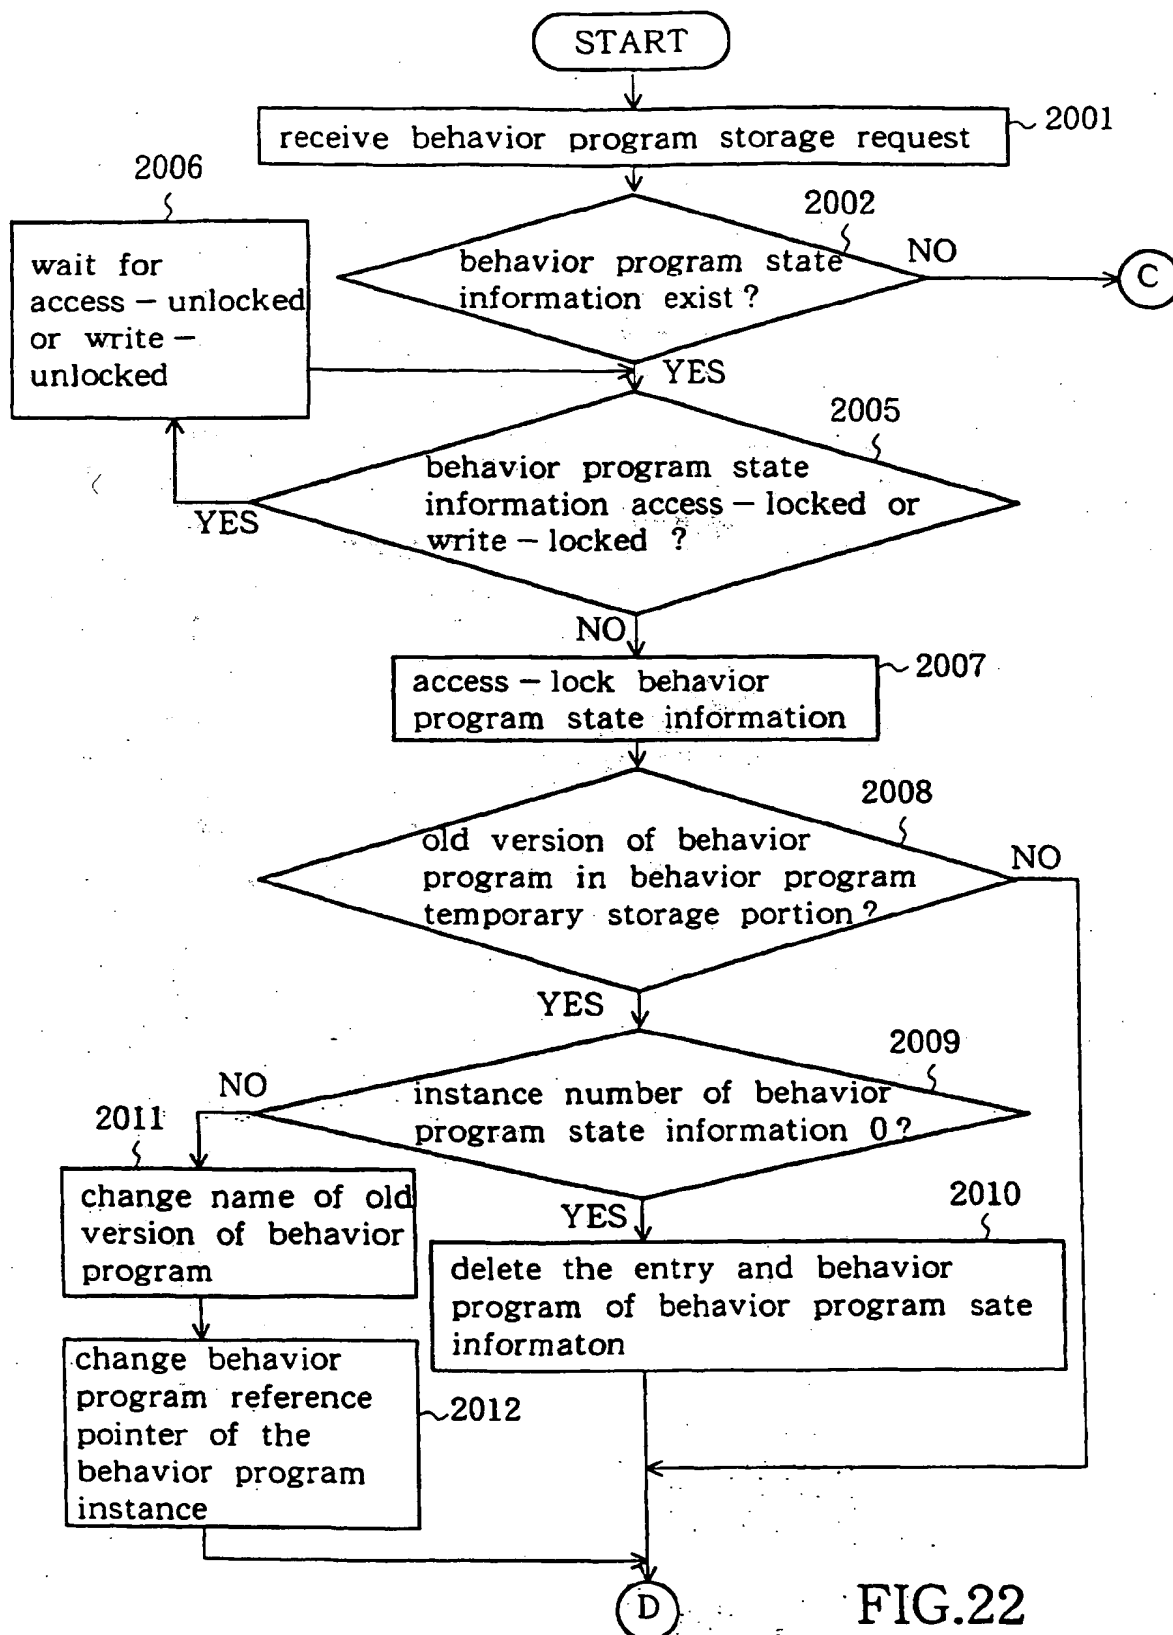 START
receive behavior program storage request
2001
2006
2002
wait for
access-unlocked
or write-
unlocked
behavior program state
information exist?
NO
C
YES
2005
behavior program state
information access-locked or
write-locked ?
YES
NO
2007
access-lock behavior
program state information
2008
old version of behavior
program in behavior program
temporary storage portion?
NO
YES
2009
instance number of behavior
program state information 0?
NO
2011
change name of old
version of behavior
program
YES
2010
delete the entry and behavior
program of behavior program sate
informaton
change behavior
program reference
pointer of the
behavior program
instance
2012
D
FIG.22